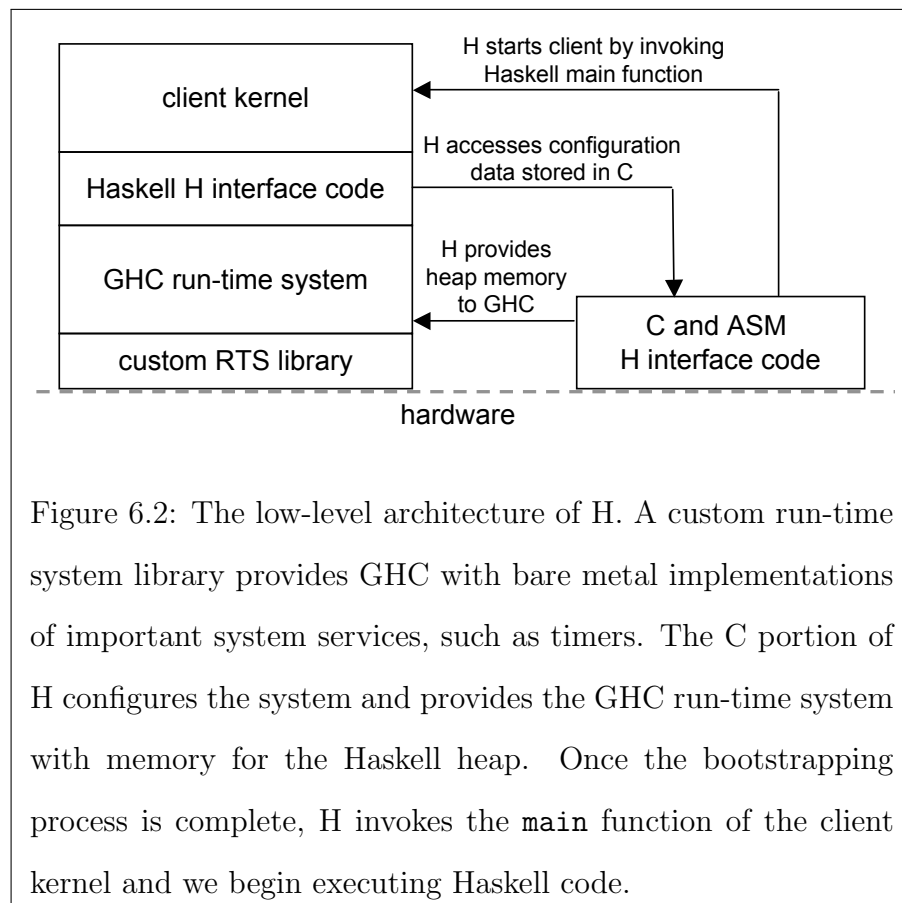 H starts client by invoking
Haskell main function
client kernel
H accesses configuration
data stored in C
Haskell H interface code
H provides
heap memory
to GHC
GHC run-time system
C and ASM
H interface code
custom RTS library
hardware
Figure 6.2: The low-level architecture of H. A custom run-time
system library provides GHC with bare metal implementations
of important system services, such as timers. The C portion of
H configures the system and provides the GHC run-time system
with memory for the Haskell heap. Once the bootstrapping
process is complete, H invokes the main function of the client
kernel and we begin executing Haskell code.